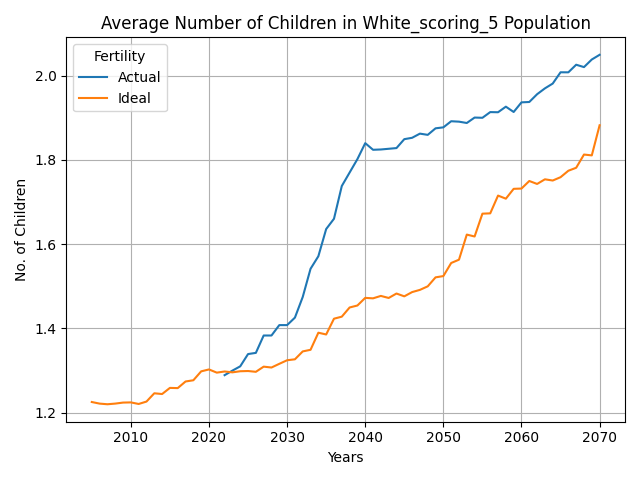 Average Number of Children in White_scoring_5 Population
Fertility
Actual
Ideal
No. of Children
2.0
1.8
1.6
1.4
1.2
2010 2020 2030 2040 2050 2060 2070
Years